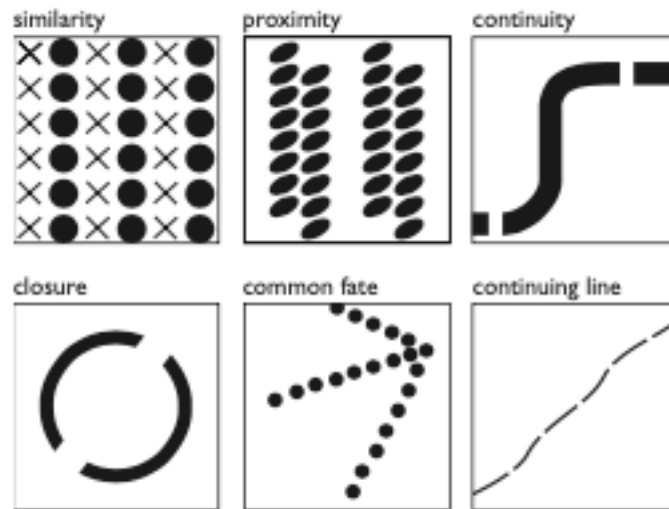 similarity
proximity
continuity
closure
common fate
continuing line